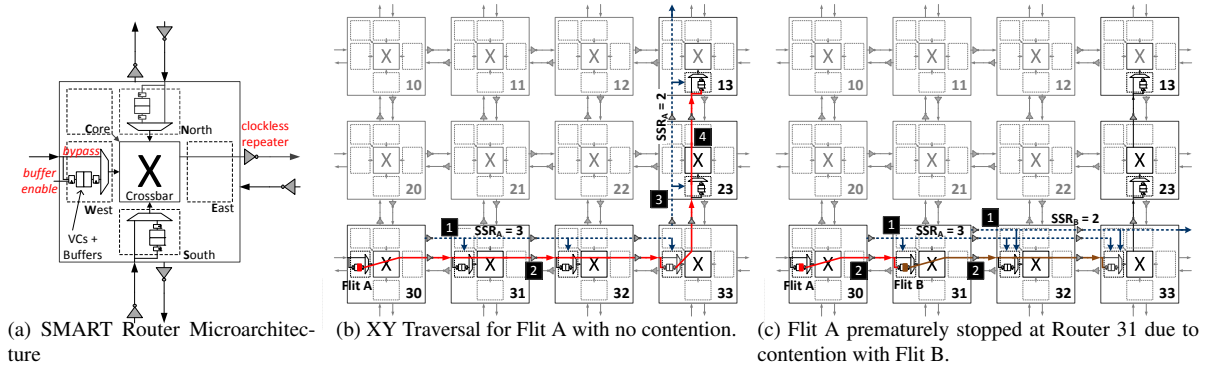 Core
North
clockless
repeater
bypass
buffer
enable
X
Crossbar
West
East
VCs +
Buffers
South
(a) SMART Router Microarchitec-
ture
X X X X
10 11 12 13
SSR_A = 2
4
X X X X
20 21 22 3 23
1 SSR_A = 3
X X X X
2
Flit A
30 31 32 33
(b) XY Traversal for Flit A with no contention.
X X X X
10 11 12 13
X X X X
20 21 22 23
1 1 SSR_B = 2
SSR_A = 3
X X X X
2 2
Flit A Flit B
30 31 32 33
(c) Flit A prematurely stopped at Router 31 due to
contention with Flit B.